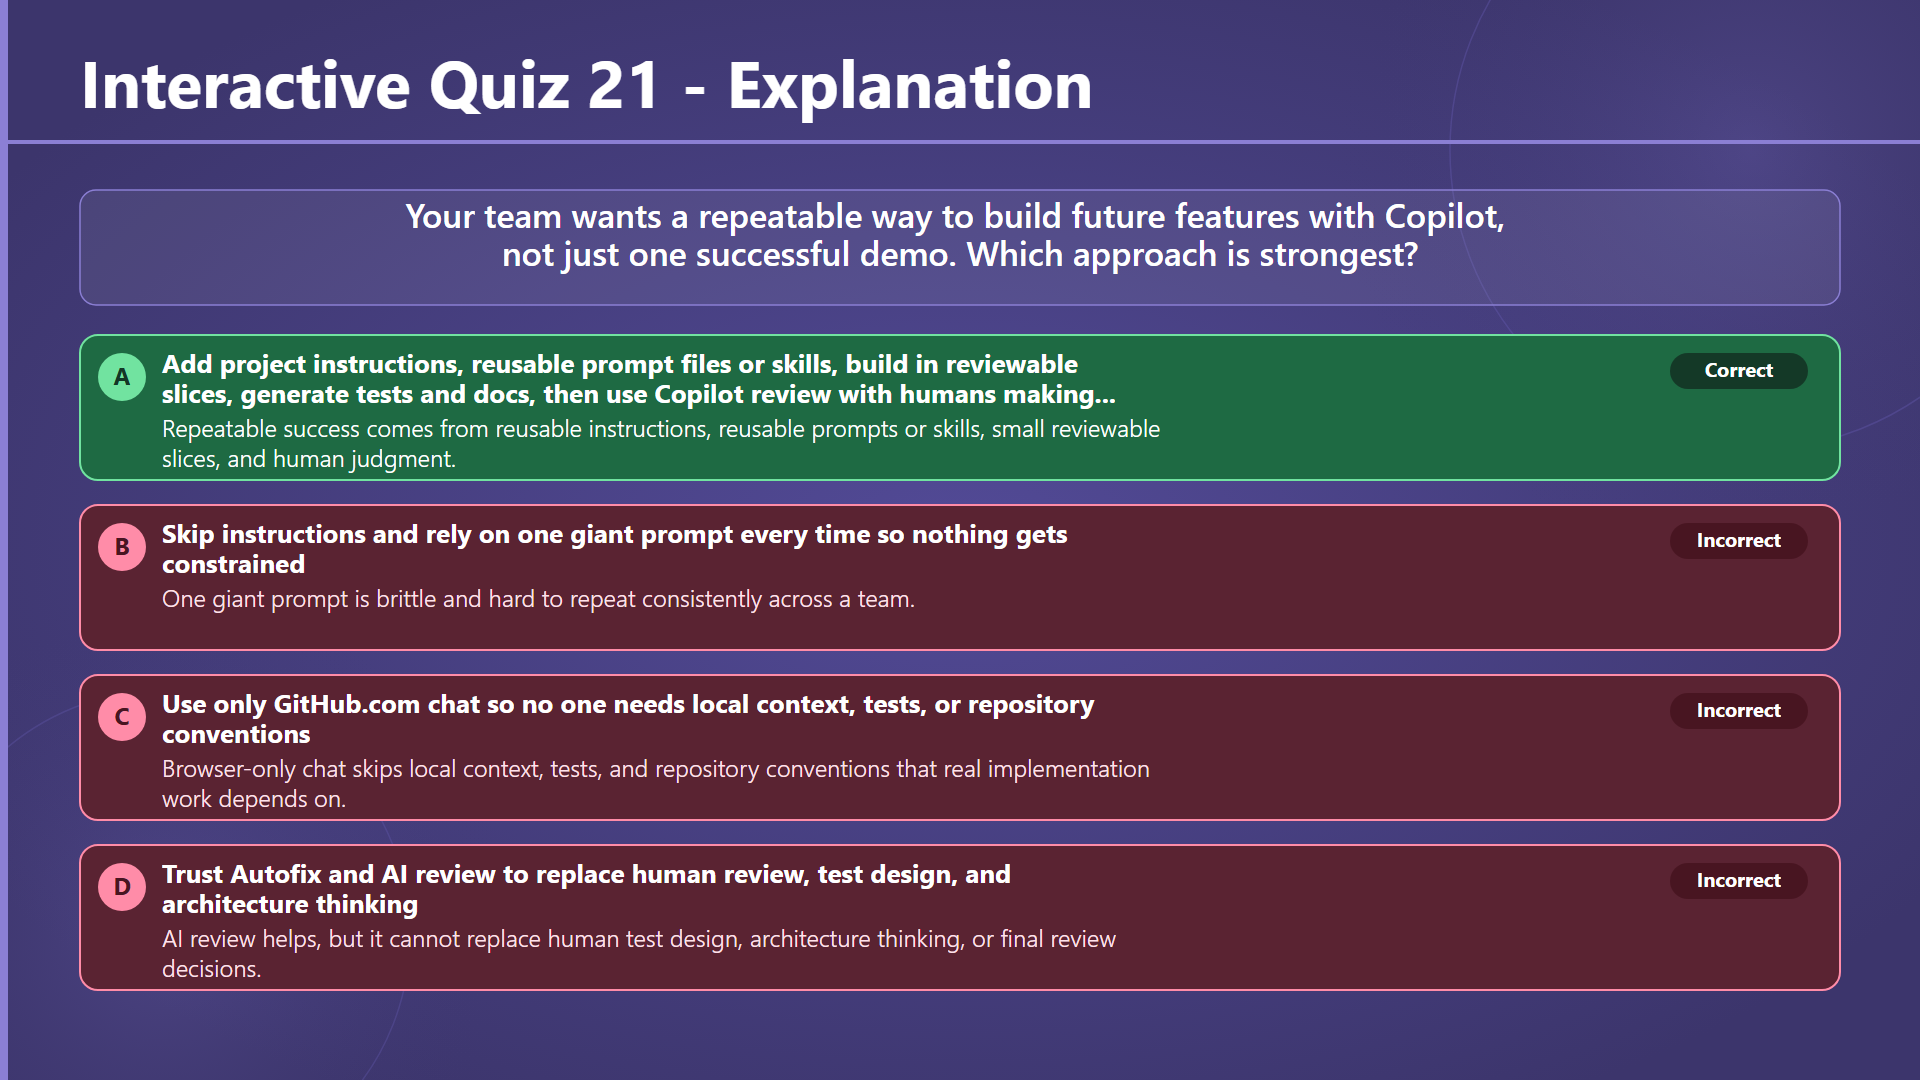 Interactive Quiz 21 - Explanation
Your team wants a repeatable way to build future features with Copilot,
not just one successful demo. Which approach is strongest?
A
Add project instructions, reusable prompt files or skills, build in reviewable
slices, generate tests and docs, then use Copilot review with humans making...
Correct
Repeatable success comes from reusable instructions, reusable prompts or skills, small reviewable
slices, and human judgment.
B
Skip instructions and rely on one giant prompt every time so nothing gets
constrained
Incorrect
One giant prompt is brittle and hard to repeat consistently across a team.
C
Use only GitHub.com chat so no one needs local context, tests, or repository
conventions
Incorrect
Browser-only chat skips local context, tests, and repository conventions that real implementation
work depends on.
D
Trust Autofix and AI review to replace human review, test design, and
architecture thinking
Incorrect
AI review helps, but it cannot replace human test design, architecture thinking, or final review
decisions.